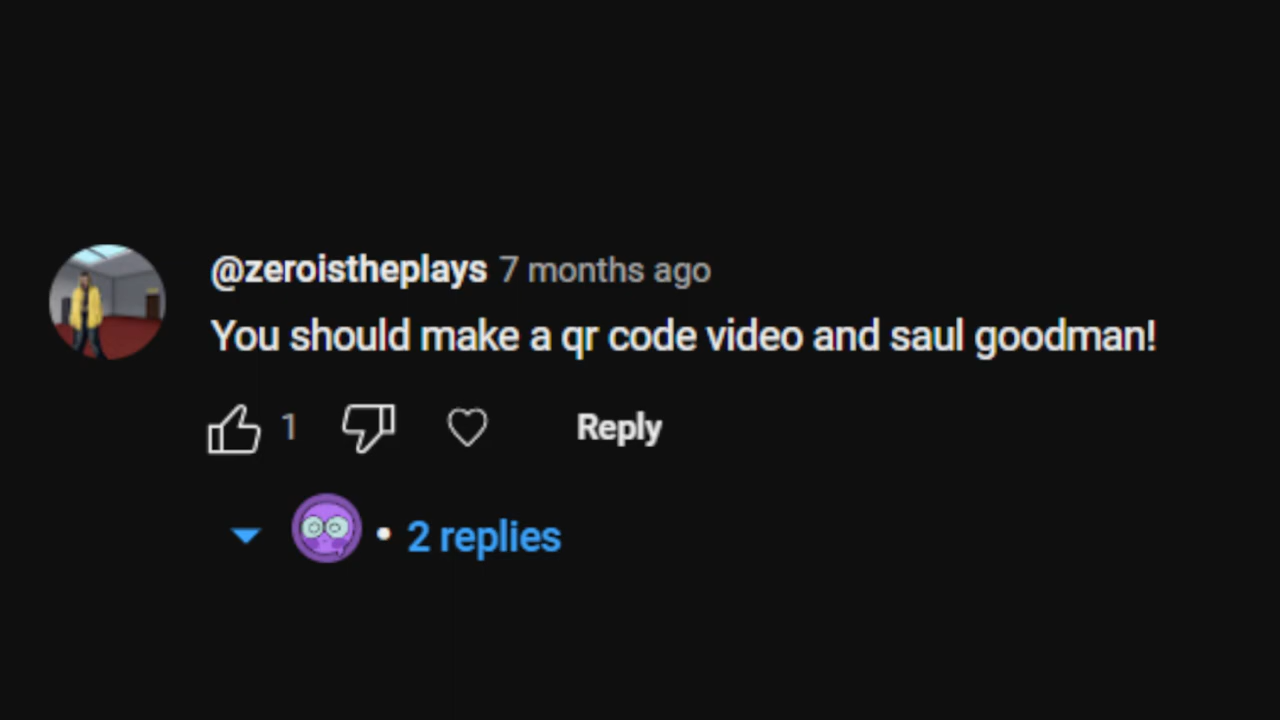 @zeroistheplays 7 months ago
You should make a qr code video and saul goodman!
1 Reply
• 2 replies